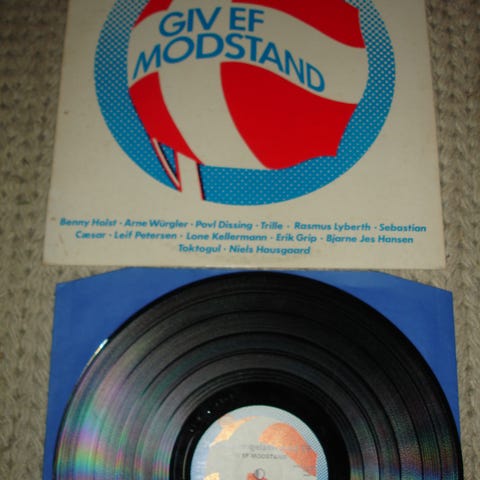 GIV EF
MODSTAND
Benny Holst · Arne Würgler · Povl Dissing · Trille · Rasmus Lyberth · Sebastian
Cæsar · Leif Petersen · Lone Kellermann · Erik Grip · Bjarne Jes Hansen
Toktogul · Niels Hausgaard
EF MODSTAND